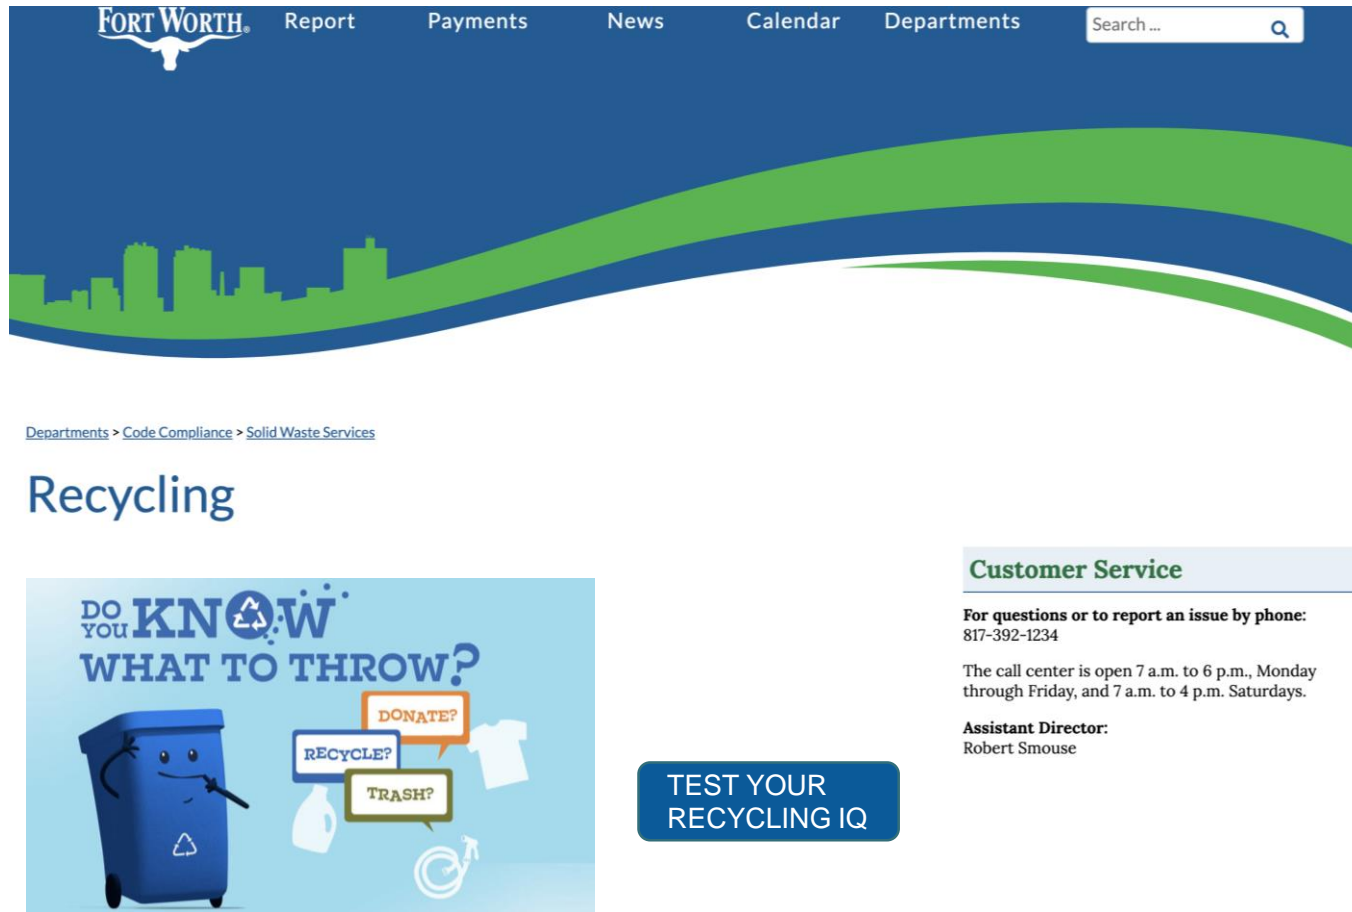 FORT WORTH®
Report
Payments
News
Calendar
Departments
Search ...
Departments > Code Compliance > Solid Waste Services
Recycling
DO YOU KNOW
WHAT TO THROW?
DONATE?
RECYCLE?
TRASH?
TEST YOUR
RECYCLING IQ
Customer Service
For questions or to report an issue by phone:
817-392-1234
The call center is open 7 a.m. to 6 p.m., Monday
through Friday, and 7 a.m. to 4 p.m. Saturdays.
Assistant Director:
Robert Smouse